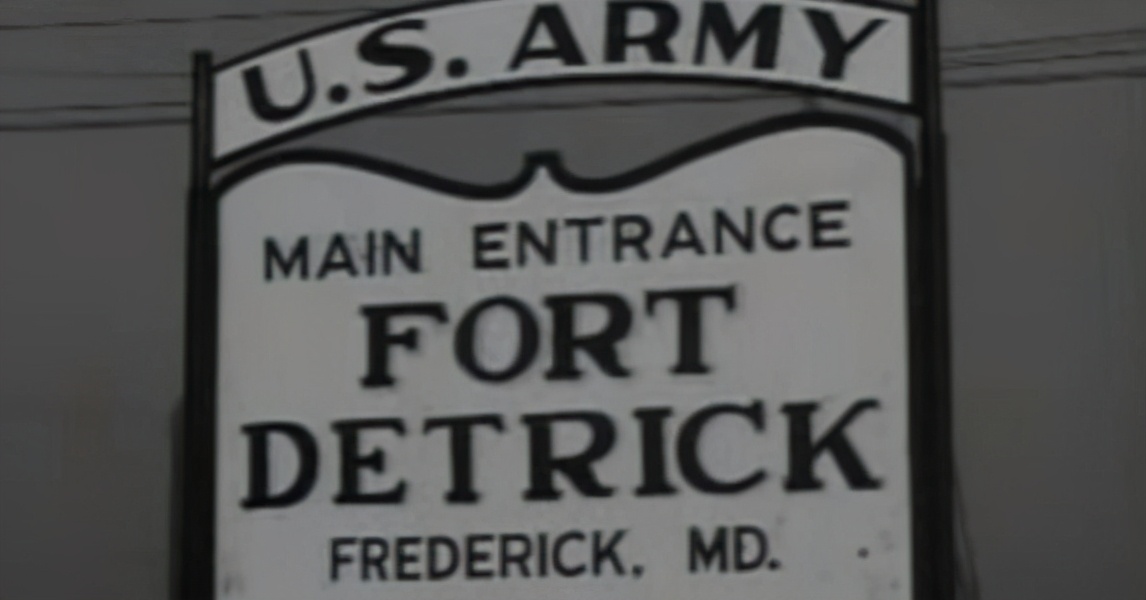 U.S. ARMY
MAIN ENTRANCE
FORT
DETRICK
FREDERICK, MD.